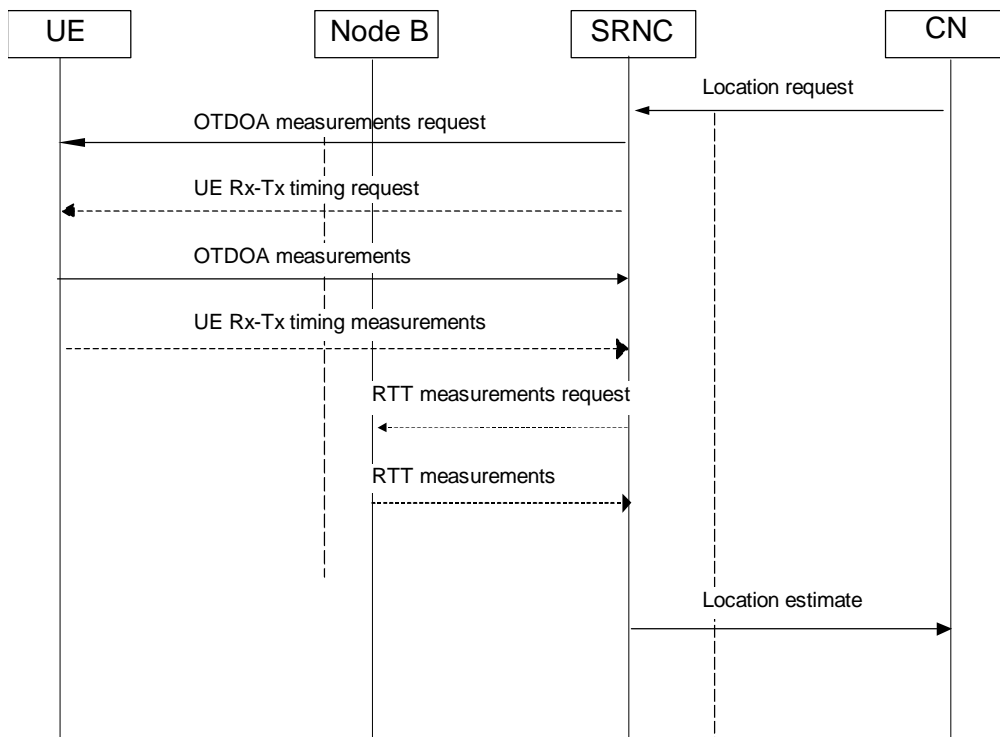 UE
Node B
SRNC
CN
Location request
OTDOA measurements request
UE Rx-Tx timing request
OTDOA measurements
UE Rx-Tx timing measurements
RTT measurements request
RTT measurements
Location estimate